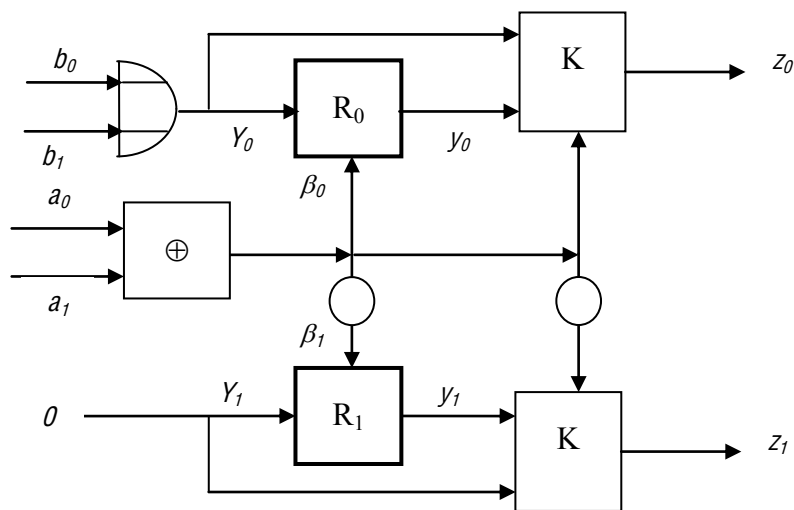 b₀
K
z₀
R₀
b₁
Y₀
y₀
a₀
β₀
⊕
a₁
β₁
0
Y₁
R₁
y₁
K
z₁